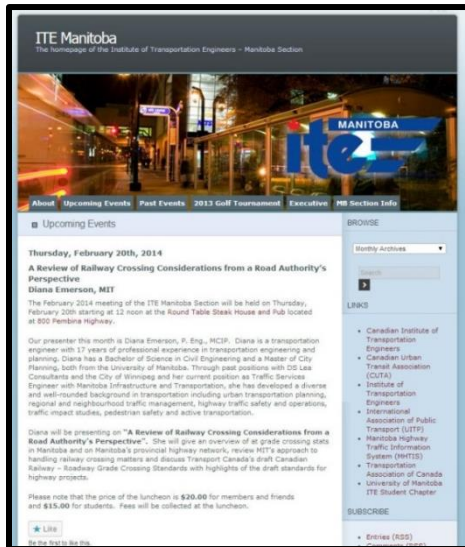 ITE Manitoba
The homepage of the Institute of Transportation Engineers – Manitoba Section
MANITOBA
ite
About Upcoming Events Past Events 2013 Golf Tournament Executive MB Section Info
Upcoming Events
Thursday, February 20th, 2014
A Review of Railway Crossing Considerations from a Road Authority's
Perspective
Diana Emerson, MIT
The February 2014 meeting of the ITE Manitoba Section will be held on Thursday,
February 20th starting at 12 noon at the Round Table Steak House and Pub located
at 800 Pembina Highway.
Our presenter this month is Diana Emerson, P. Eng., MCIP. Diana is a transportation
engineer with 17 years of professional experience in transportation engineering and
planning. Diana has a Bachelor of Science in Civil Engineering and a Master of City
Planning, both from the University of Manitoba. Through past positions with DS Lea
Consultants and the City of Winnipeg and her current position as Traffic Services
Engineer with Manitoba Infrastructure and Transportation, she has developed a diverse
and well-rounded background in transportation including urban transportation planning,
regional and neighbourhood traffic management, highway traffic safety and operations,
traffic impact studies, pedestrian safety and active transportation.
Diana will be presenting on "A Review of Railway Crossing Considerations from a
Road Authority's Perspective". She will give an overview of at grade crossing stats
in Manitoba and on Manitoba's provincial highway network, review MIT's approach to
handling railway crossing matters and discuss Transport Canada's draft Canadian
Railway – Roadway Grade Crossing Standards with highlights of the draft standards for
highway projects.
Please note that the price of the luncheon is $20.00 for members and friends
and $15.00 for students. Fees will be collected at the luncheon.
Like
Be the first to like this.
BROWSE
Monthly Archives
Search
LINKS
Canadian Institute of
Transportation
Engineers
Canadian Urban
Transit Association
(CUTA)
Institute of
Transportation
Engineers
International
Association of Public
Transport (UITP)
Manitoba Highway
Traffic Information
System (MHTIS)
Transportation
Association of Canada
University of Manitoba
ITE Student Chapter
SUBSCRIBE
Entries (RSS)
Comments (RSS)